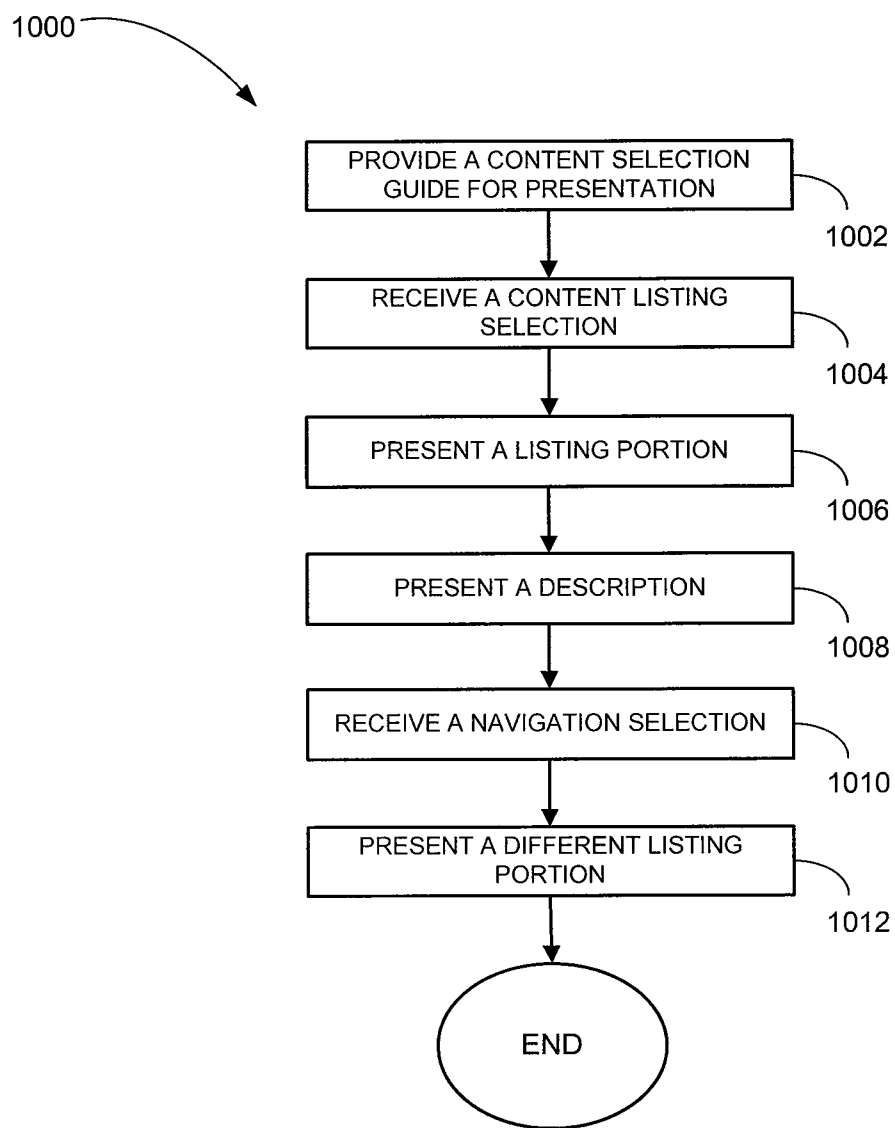 1000
PROVIDE A CONTENT SELECTION
GUIDE FOR PRESENTATION
1002
RECEIVE A CONTENT LISTING
SELECTION
1004
PRESENT A LISTING PORTION
1006
PRESENT A DESCRIPTION
1008
RECEIVE A NAVIGATION SELECTION
1010
PRESENT A DIFFERENT LISTING
PORTION
1012
END